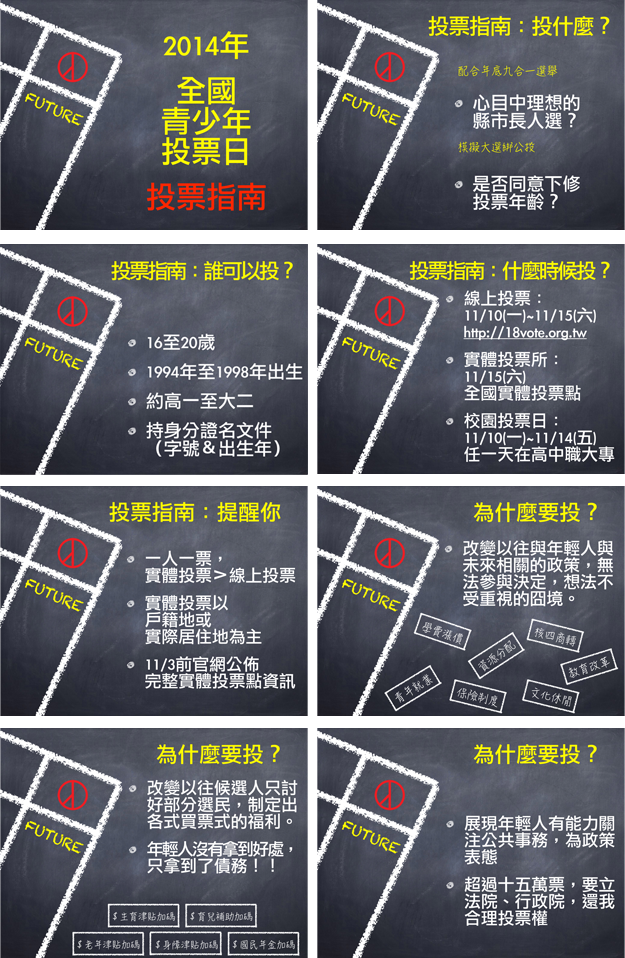 FUTURE
2014年
全國
青少年
投票日
投票指南
FUTURE
投票指南：投什麼？
配合年底九合一選舉
心目中理想的
縣市長人選？
模擬大選辦公投
是否同意下修
投票年齡？
FUTURE
投票指南：誰可以投？
16至20歲
1994年至1998年出生
約高一至大二
持身分證名文件
（字號＆出生年）
FUTURE
投票指南：什麼時候投？
線上投票：
11/10(一)~11/15(六)
http://18vote.org.tw
實體投票所：
11/15(六)
全國實體投票點
校園投票日：
11/10(一)~11/14(五)
任一天在高中職大專
FUTURE
投票指南：提醒你
一人一票，
實體投票＞線上投票
實體投票以
戶籍地或
實際居住地為主
11/3前官網公佈
完整實體投票點資訊
FUTURE
為什麼要投？
改變以往與年輕人與
未來相關的政策，無
法參與決定，想法不
受重視的囧境。
學費漲價
資源分配
核四商轉
教育改革
青年就業
保險制度
文化休閒
FUTURE
為什麼要投？
改變以往候選人只討
好部分選民，制定出
各式買票式的福利。
年輕人沒有拿到好處，
只拿到了債務！！
$生育津貼加碼
$育兒補助加碼
$老年津貼加碼
$身障津貼加碼
$國民年金加碼
FUTURE
為什麼要投？
展現年輕人有能力關
注公共事務，為政策
表態
超過十五萬票，要立
法院、行政院，還我
合理投票權